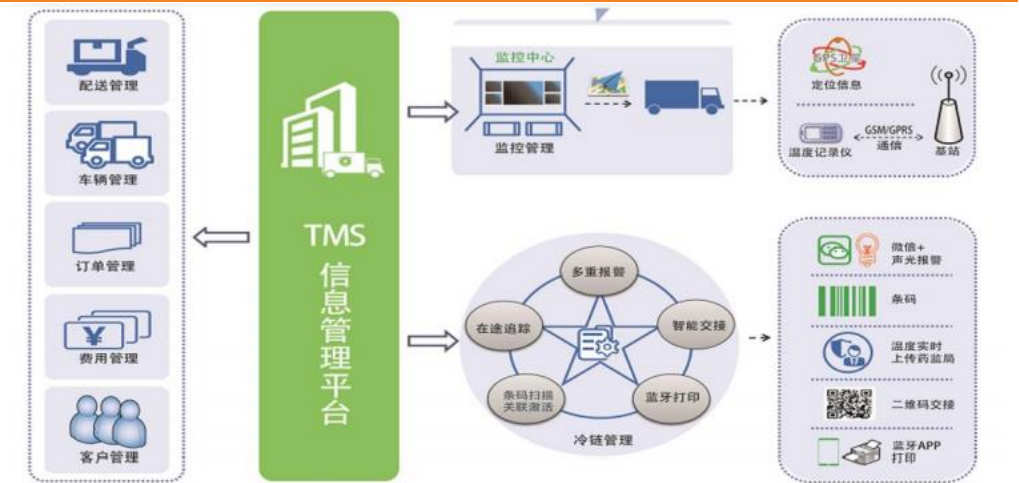 配送管理
车辆管理
订单管理
¥
费用管理
客户管理
TMS
信息管理平台
监控中心
监控管理
GPS卫星
定位信息
GSM/GPRS
通信
温度记录仪
基站
多重报警
在途追踪
智能交接
条码扫描
关联激活
蓝牙打印
冷链管理
微信+
声光报警
条码
温度实时
上传药监局
二维码交接
蓝牙APP
打印